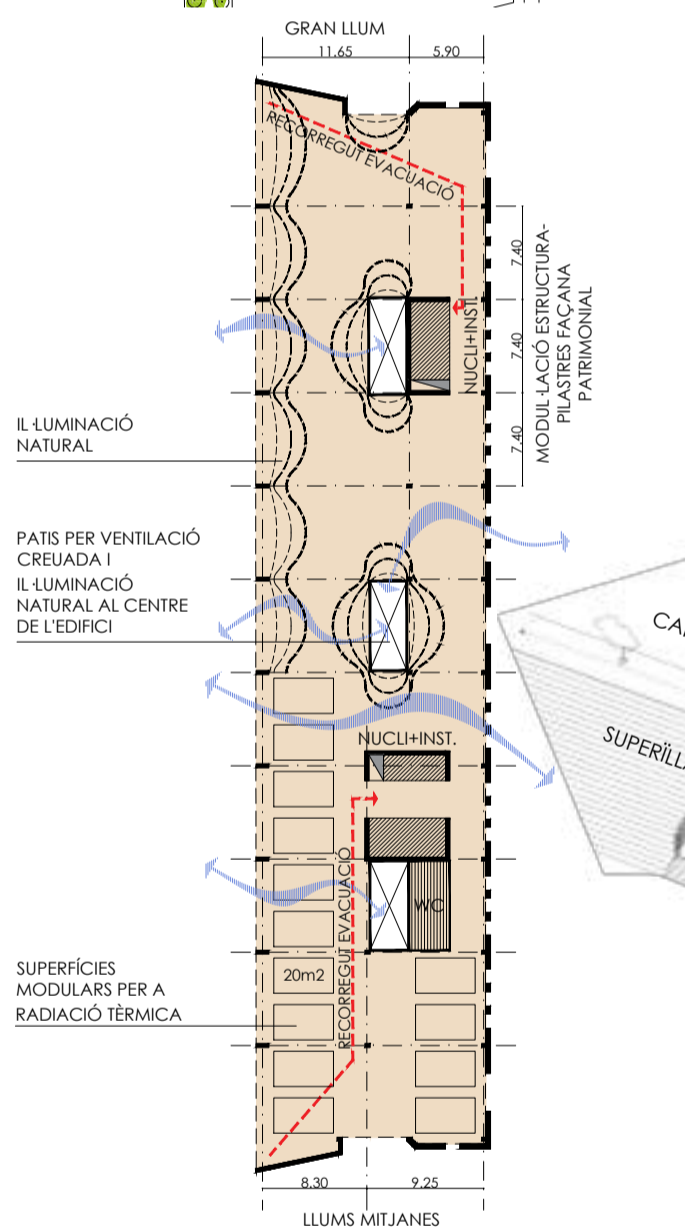 GRAN LLUM
11.65
5.90
RECORREGUT EVACUACIÓ
7.40
7.40
7.40
MODUL·LACIÓ ESTRUCTURA-
PILASTRES FAÇANA
PATRIMONIAL
NUCLI+INST.
IL·LUMINACIÓ
NATURAL
PATIS PER VENTILACIÓ
CREUADA I
IL·LUMINACIÓ
NATURAL AL CENTRE
DE L'EDIFICI
NUCLI+INST.
WC
RECORREGUT EVACUACIÓ
20m2
SUPERFÍCIES
MODULARS PER A
RADIACIÓ TÈRMICA
8.30
9.25
LLUMS MITJANES